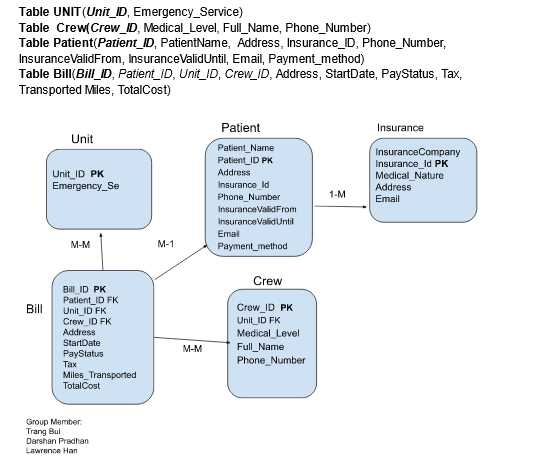 Table UNIT(Unit_ID, Emergency_Service)
Table Crew(Crew_ID, Medical_Level, Full_Name, Phone_Number)
Table Patient(Patient_ID, PatientName, Address, Insurance_ID, Phone_Number,
InsuranceValidFrom, InsuranceValidUntil, Email, Payment_method)
Table Bill(Bill_ID, Patient_ID, Unit_ID, Crew_ID, Address, StartDate, PayStatus, Tax,
Transported Miles, TotalCost)
Unit
Unit_ID PK
Emergency_Se
Patient
Patient_Name
Patient_ID PK
Address
Insurance_Id
Phone_Number
InsuranceValidFrom
InsuranceValidUntil
Email
Payment_method
Insurance
InsuranceCompany
Insurance_Id PK
Medical_Nature
Address
Email
1-M
M-M
M-1
Bill
Bill_ID PK
Patient_ID FK
Unit_ID FK
Crew_ID FK
Address
StartDate
PayStatus
Tax
Miles_Transported
TotalCost
M-M
Crew
Crew_ID PK
Unit_ID FK
Medical_Level
Full_Name
Phone_Number
Group Member:
Trang Bui
Darshan Pradhan
Lawrence Han